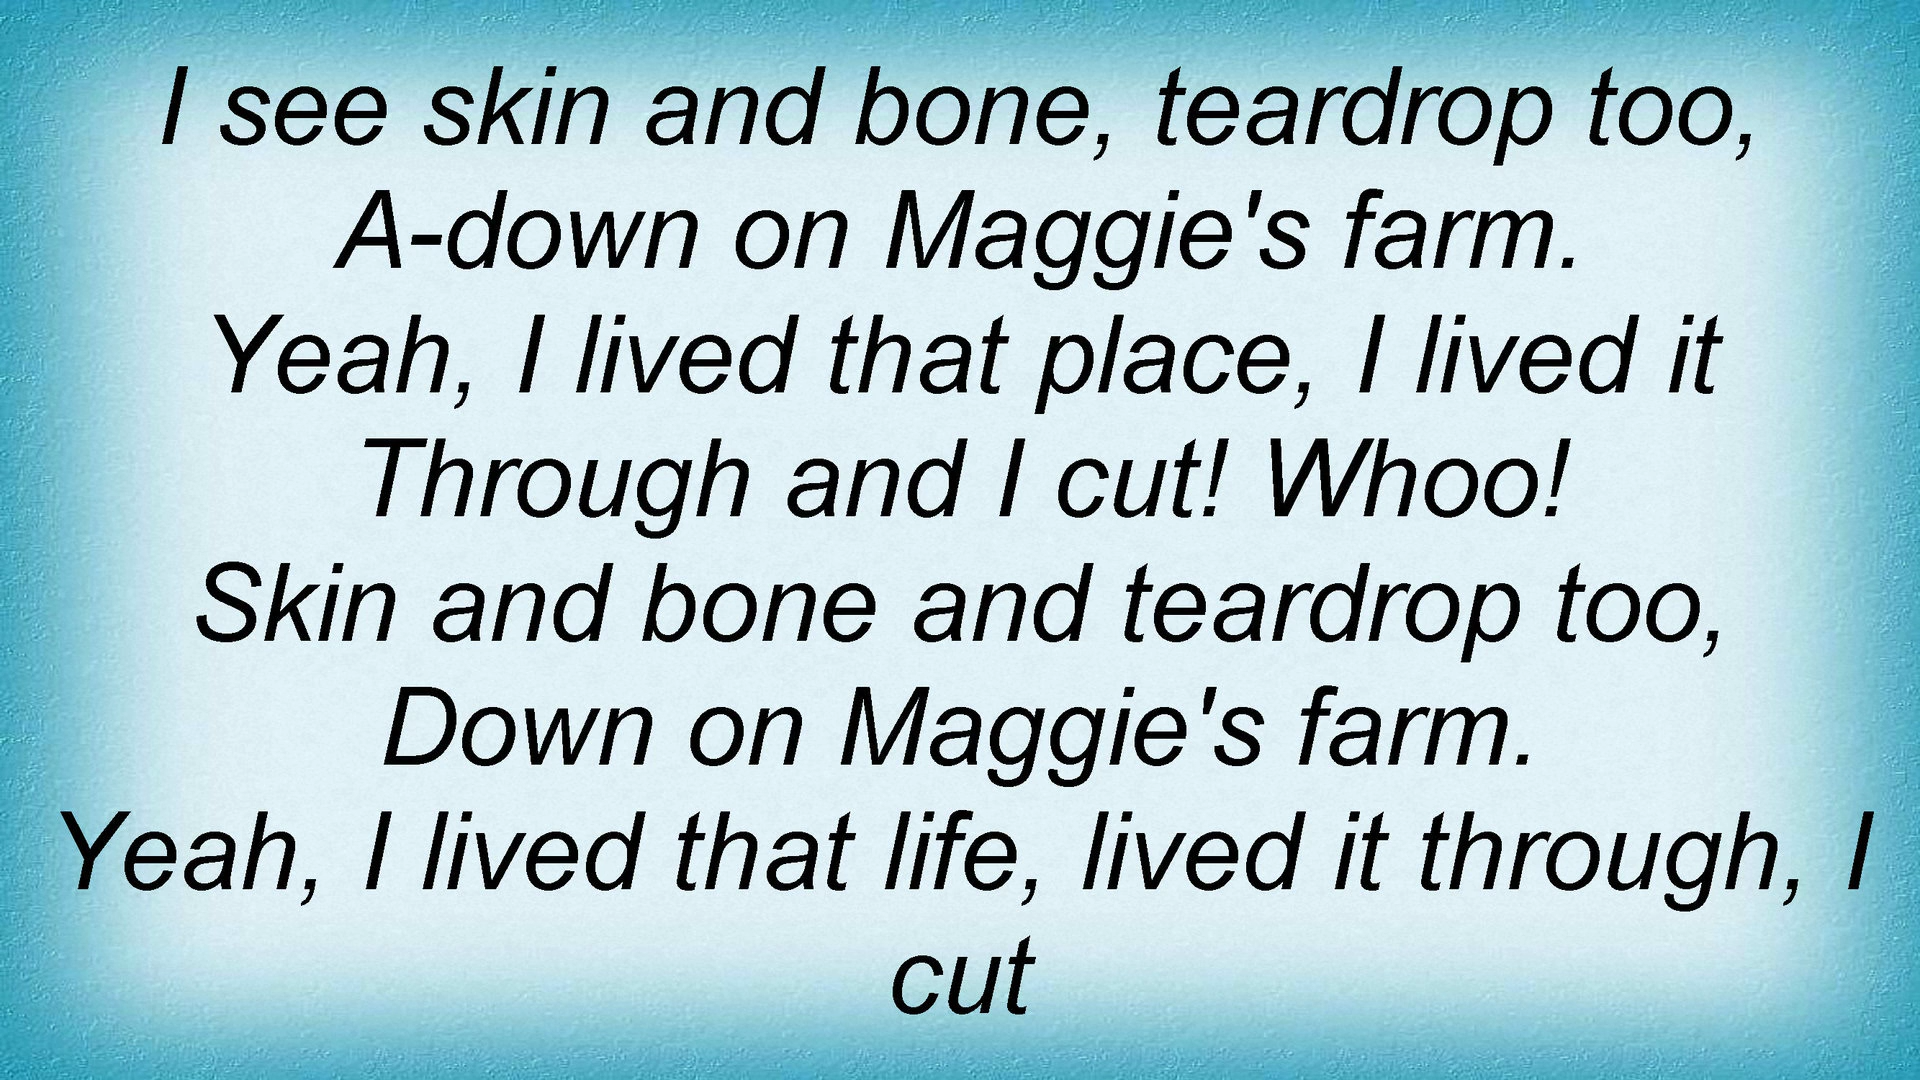 I see skin and bone, teardrop too,
A-down on Maggie's farm.
Yeah, I lived that place, I lived it
Through and I cut! Whoo!
Skin and bone and teardrop too,
Down on Maggie's farm.
Yeah, I lived that life, lived it through, I
cut